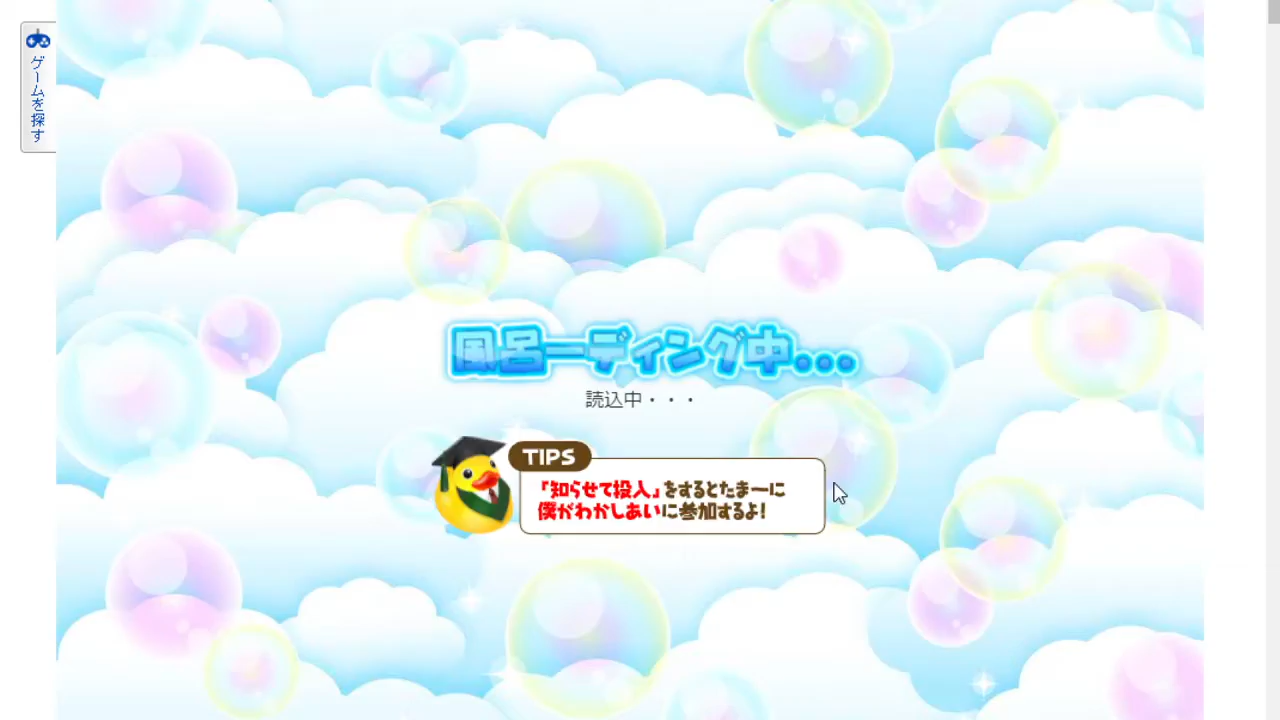 ゲームを探す
風呂ーディング中...
読込中・・・
TIPS
「知らせて投入」をするとたま～に
僕がわかしあいに参加するよ!